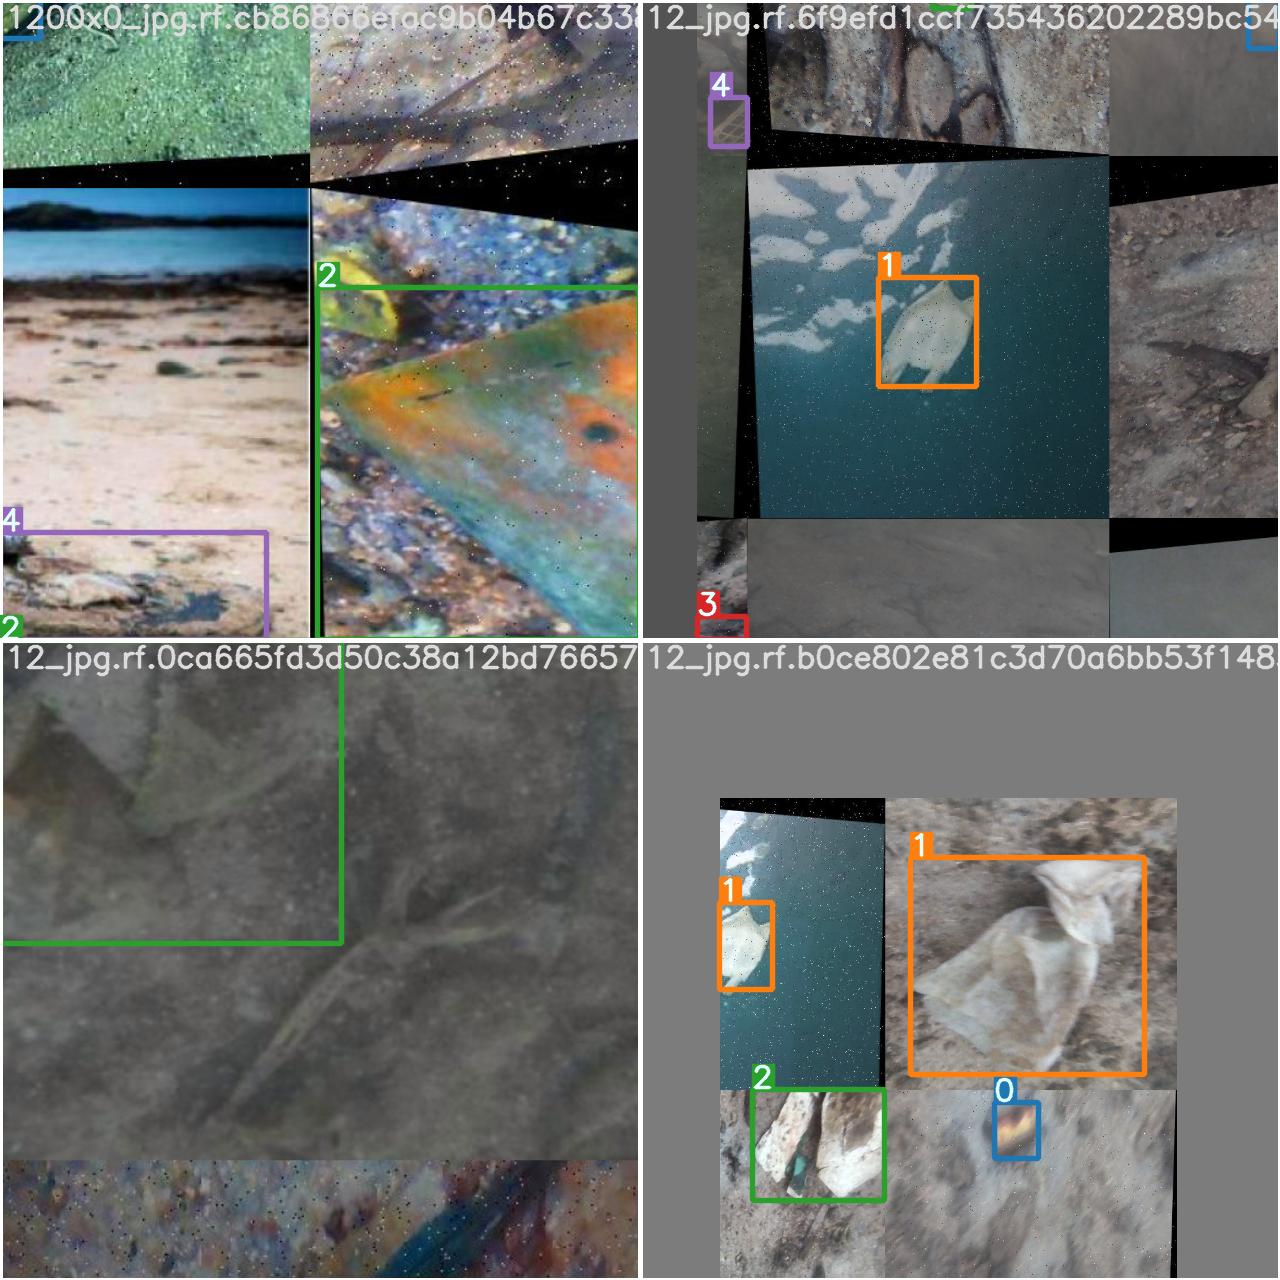 1200x0_jpg.rf.cb86866efac9b04b67c33
12_jpg.rf.6f9efd1ccf735436202289bc54
4
1
2
4
3
2
12_jpg.rf.0ca665fd3d50c38a12bd76657
12_jpg.rf.b0ce802e81c3d70a6bb53f148
1
1
2
0